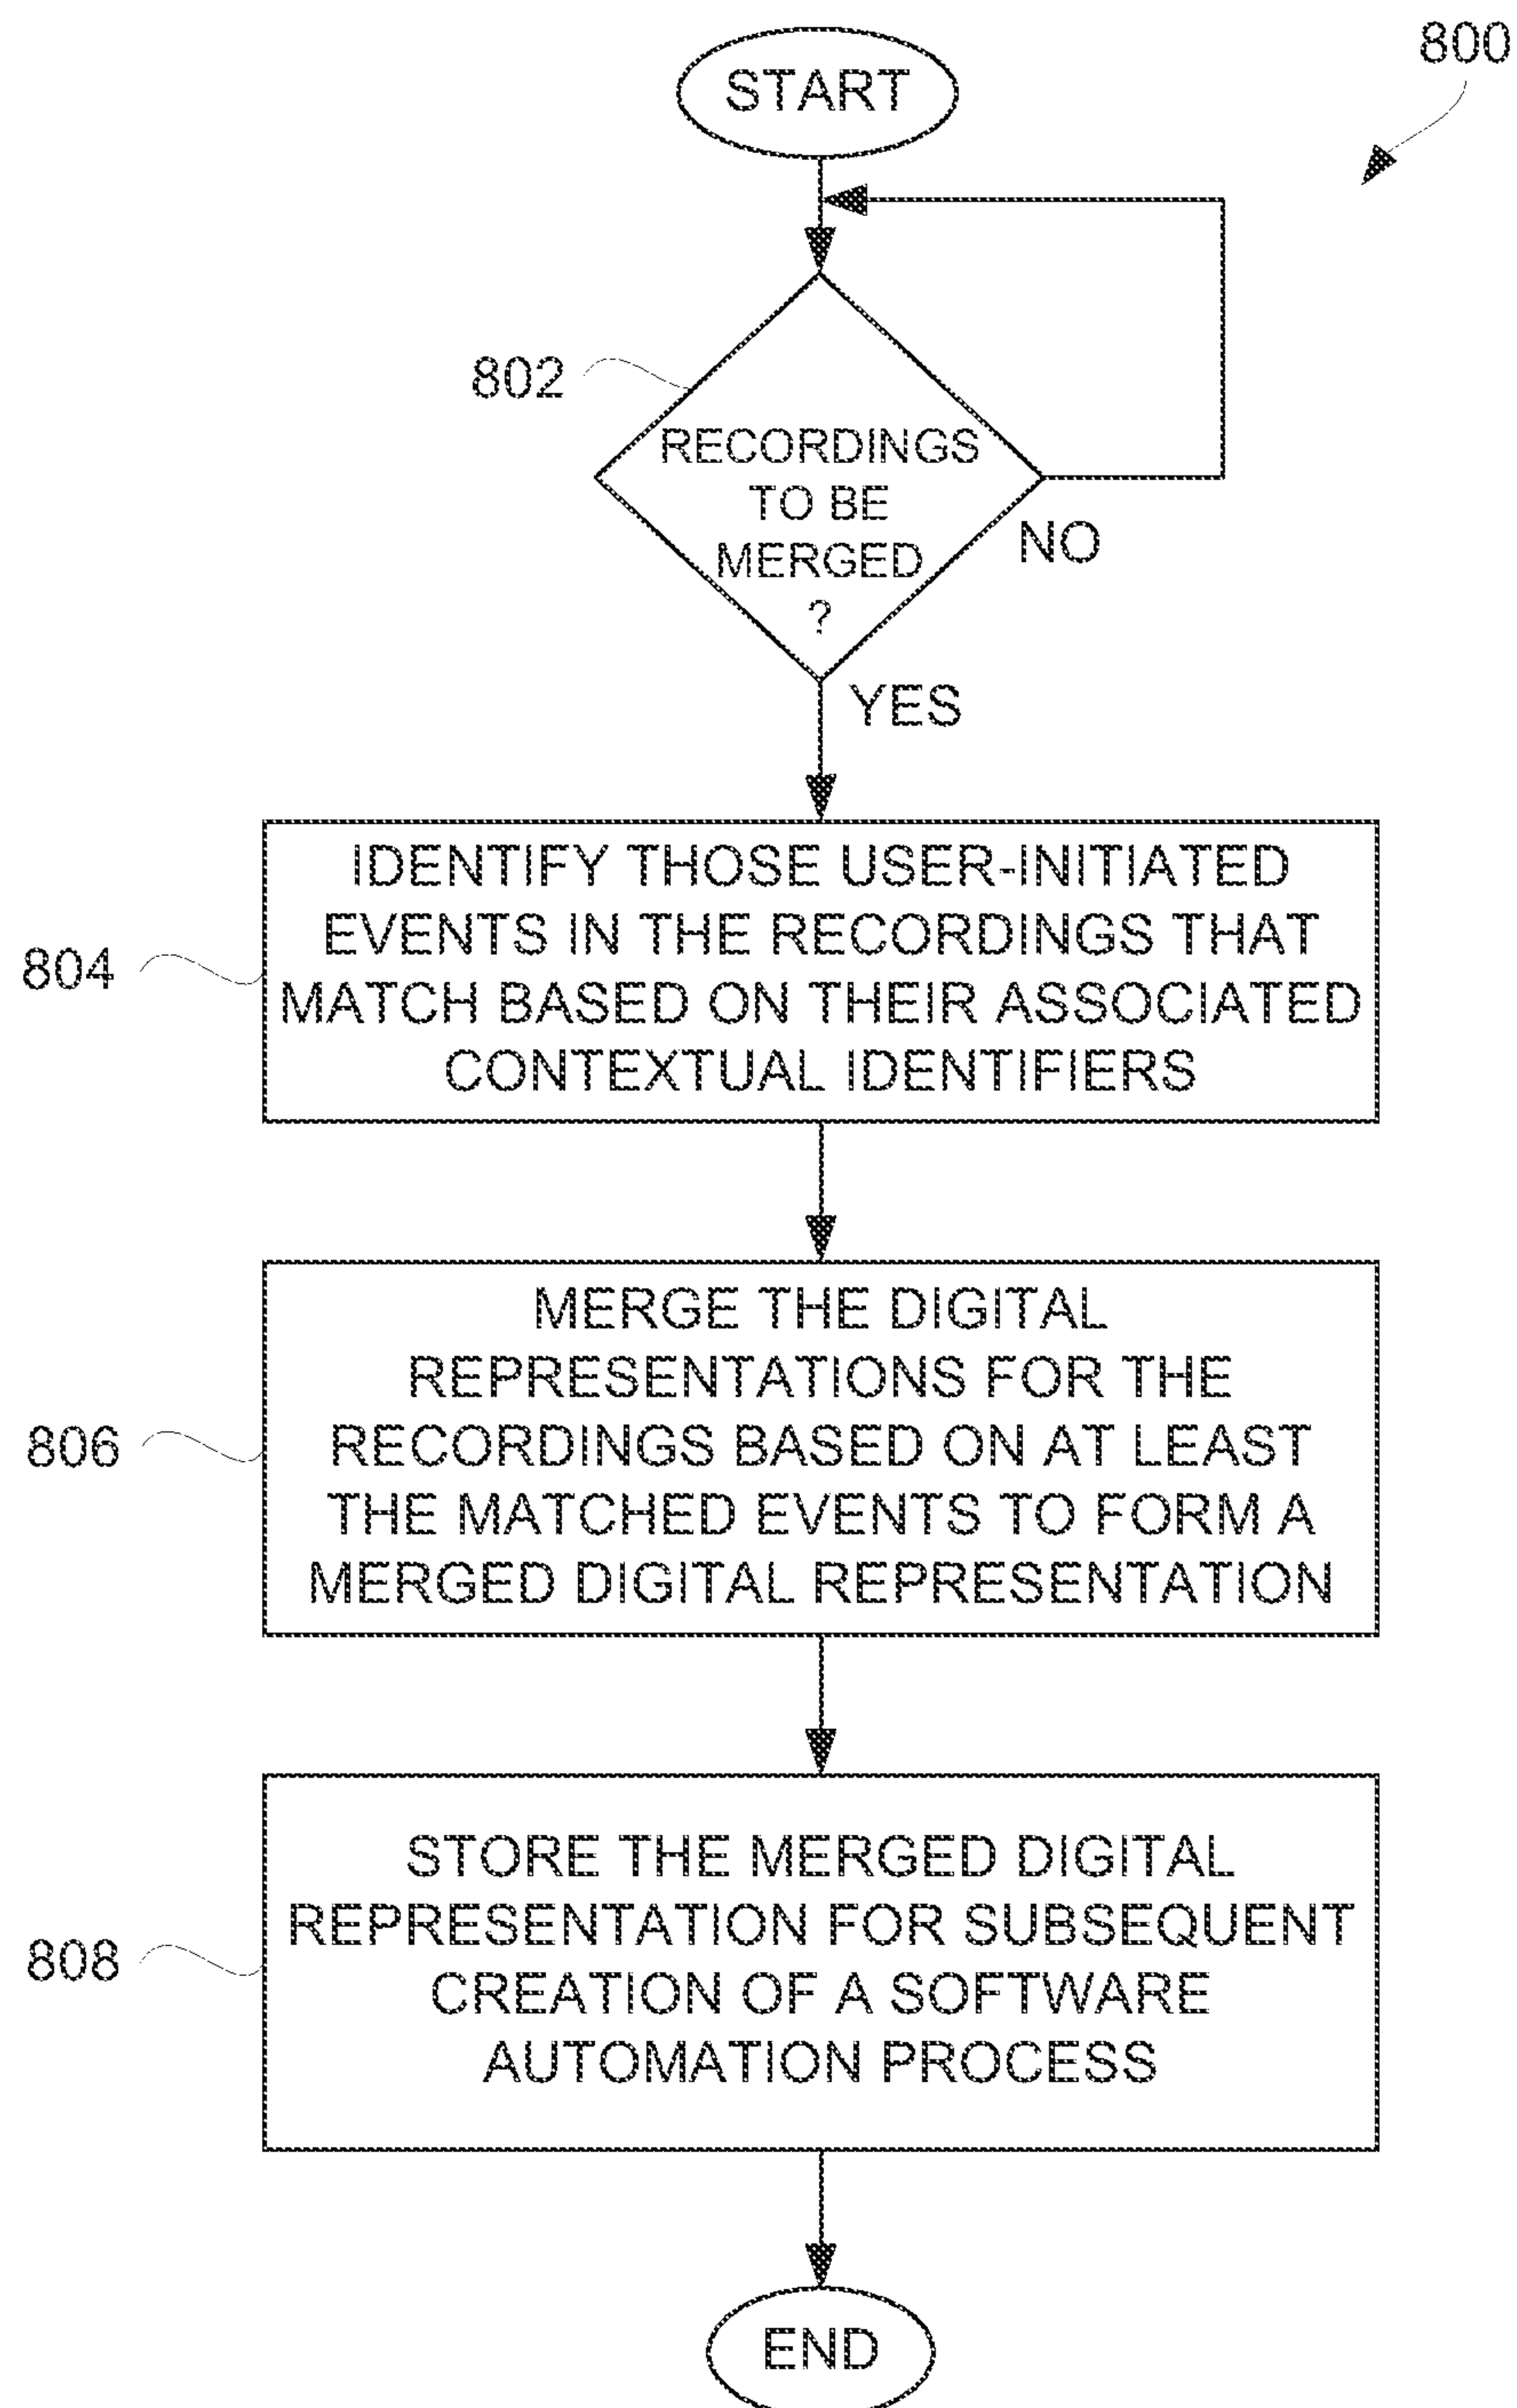 800
START
802
RECORDINGS
TO BE
MERGED
?
NO
YES
804
IDENTIFY THOSE USER-INITIATED
EVENTS IN THE RECORDINGS THAT
MATCH BASED ON THEIR ASSOCIATED
CONTEXTUAL IDENTIFIERS
806
MERGE THE DIGITAL
REPRESENTATIONS FOR THE
RECORDINGS BASED ON AT LEAST
THE MATCHED EVENTS TO FORM A
MERGED DIGITAL REPRESENTATION
808
STORE THE MERGED DIGITAL
REPRESENTATION FOR SUBSEQUENT
CREATION OF A SOFTWARE
AUTOMATION PROCESS
END